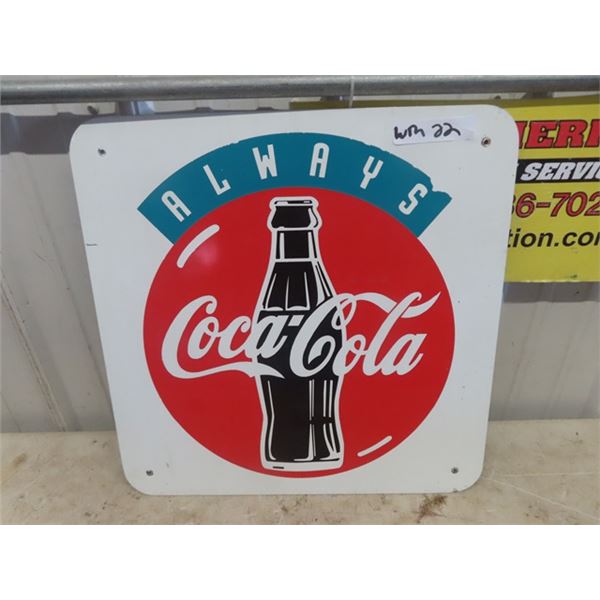 ALWAYS
Coca-Cola
WM 22
SERVIC
6-702
tion.co